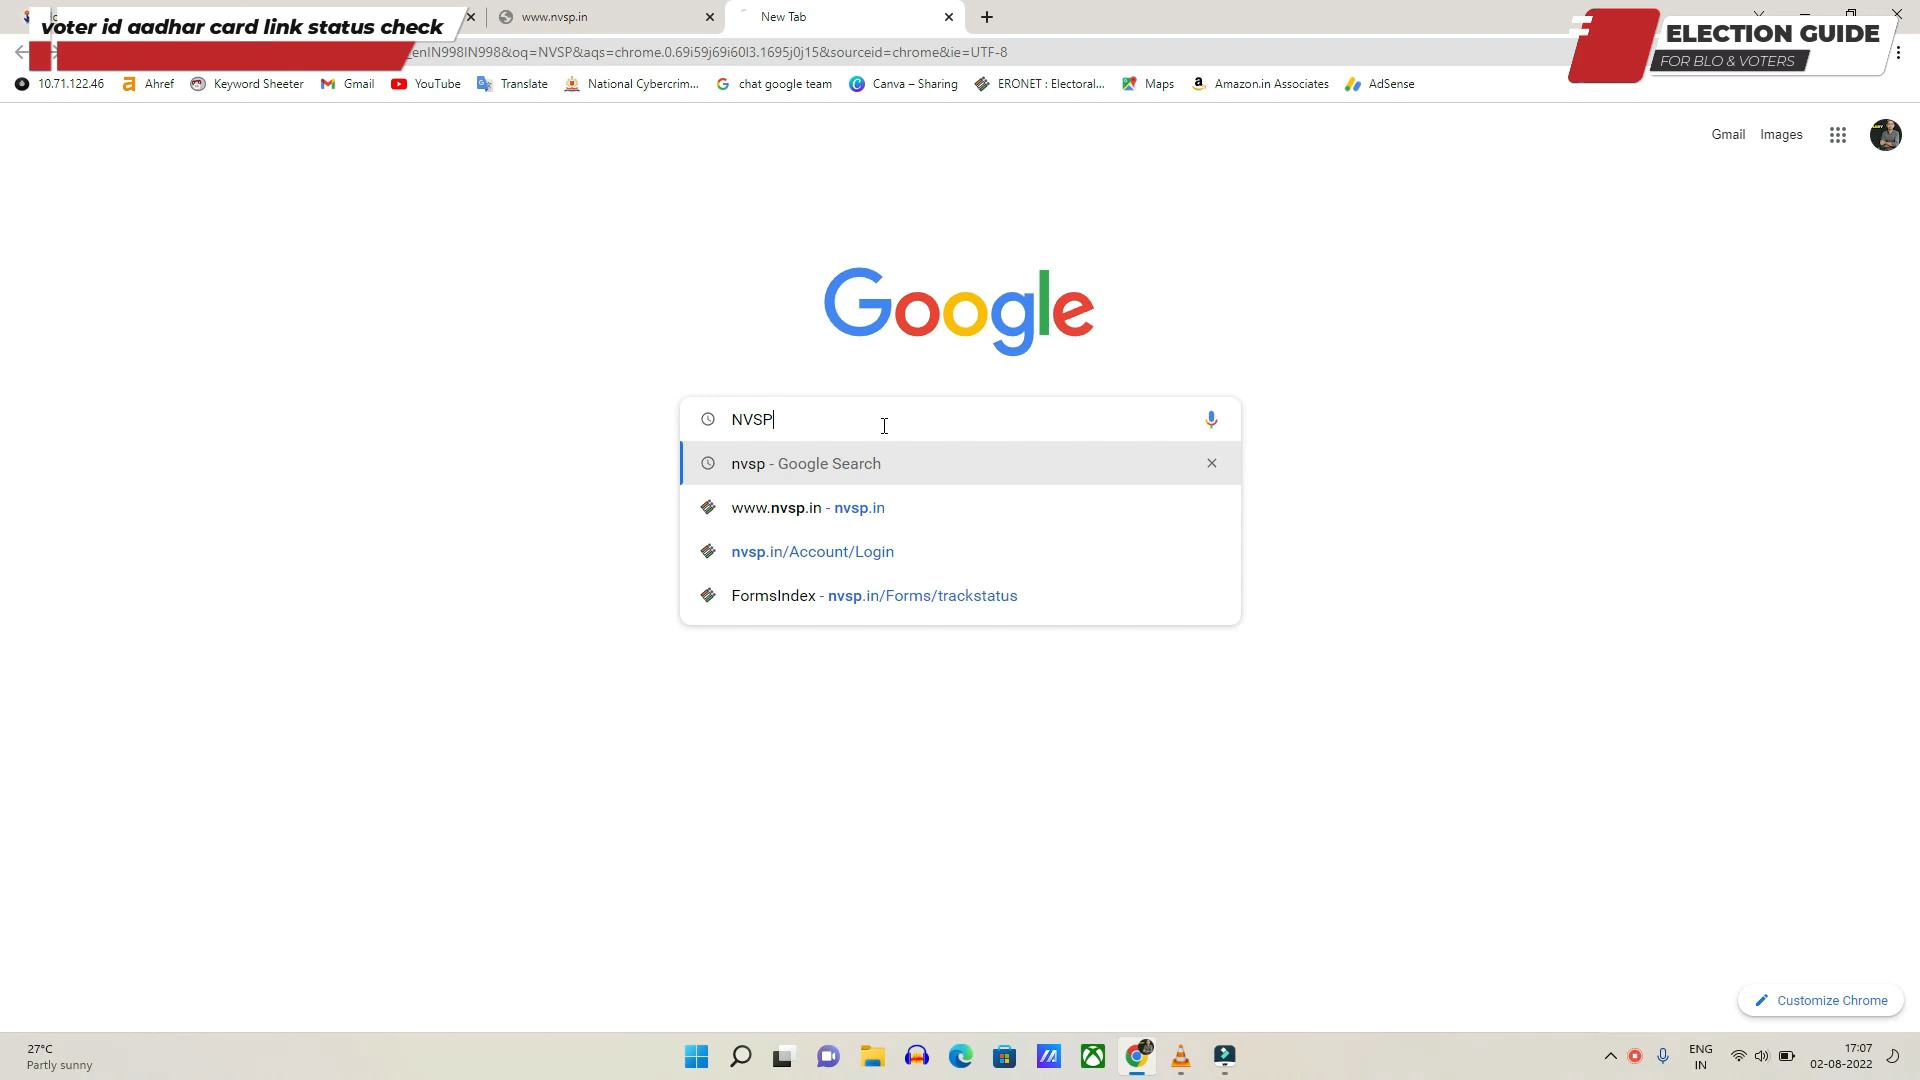 voter id aadhar card link status check
www.nvsp.in
New Tab
ELECTION GUIDE
FOR BLO & VOTERS
enIN998IN998&oq=NVSP&aqs=chrome.0.69i59j69i60l3.1695j0j15&sourceid=chrome&ie=UTF-8
10.71.122.46 Ahref Keyword Sheeter Gmail YouTube Translate National Cybercrim... chat google team Canva – Sharing ERONET : Electoral... Maps Amazon.in Associates AdSense
Gmail Images
Google
NVSP
nvsp - Google Search
www.nvsp.in - nvsp.in
nvsp.in/Account/Login
FormsIndex - nvsp.in/Forms/trackstatus
Customize Chrome
27°C
Partly sunny
ENG
IN
17:07
02-08-2022